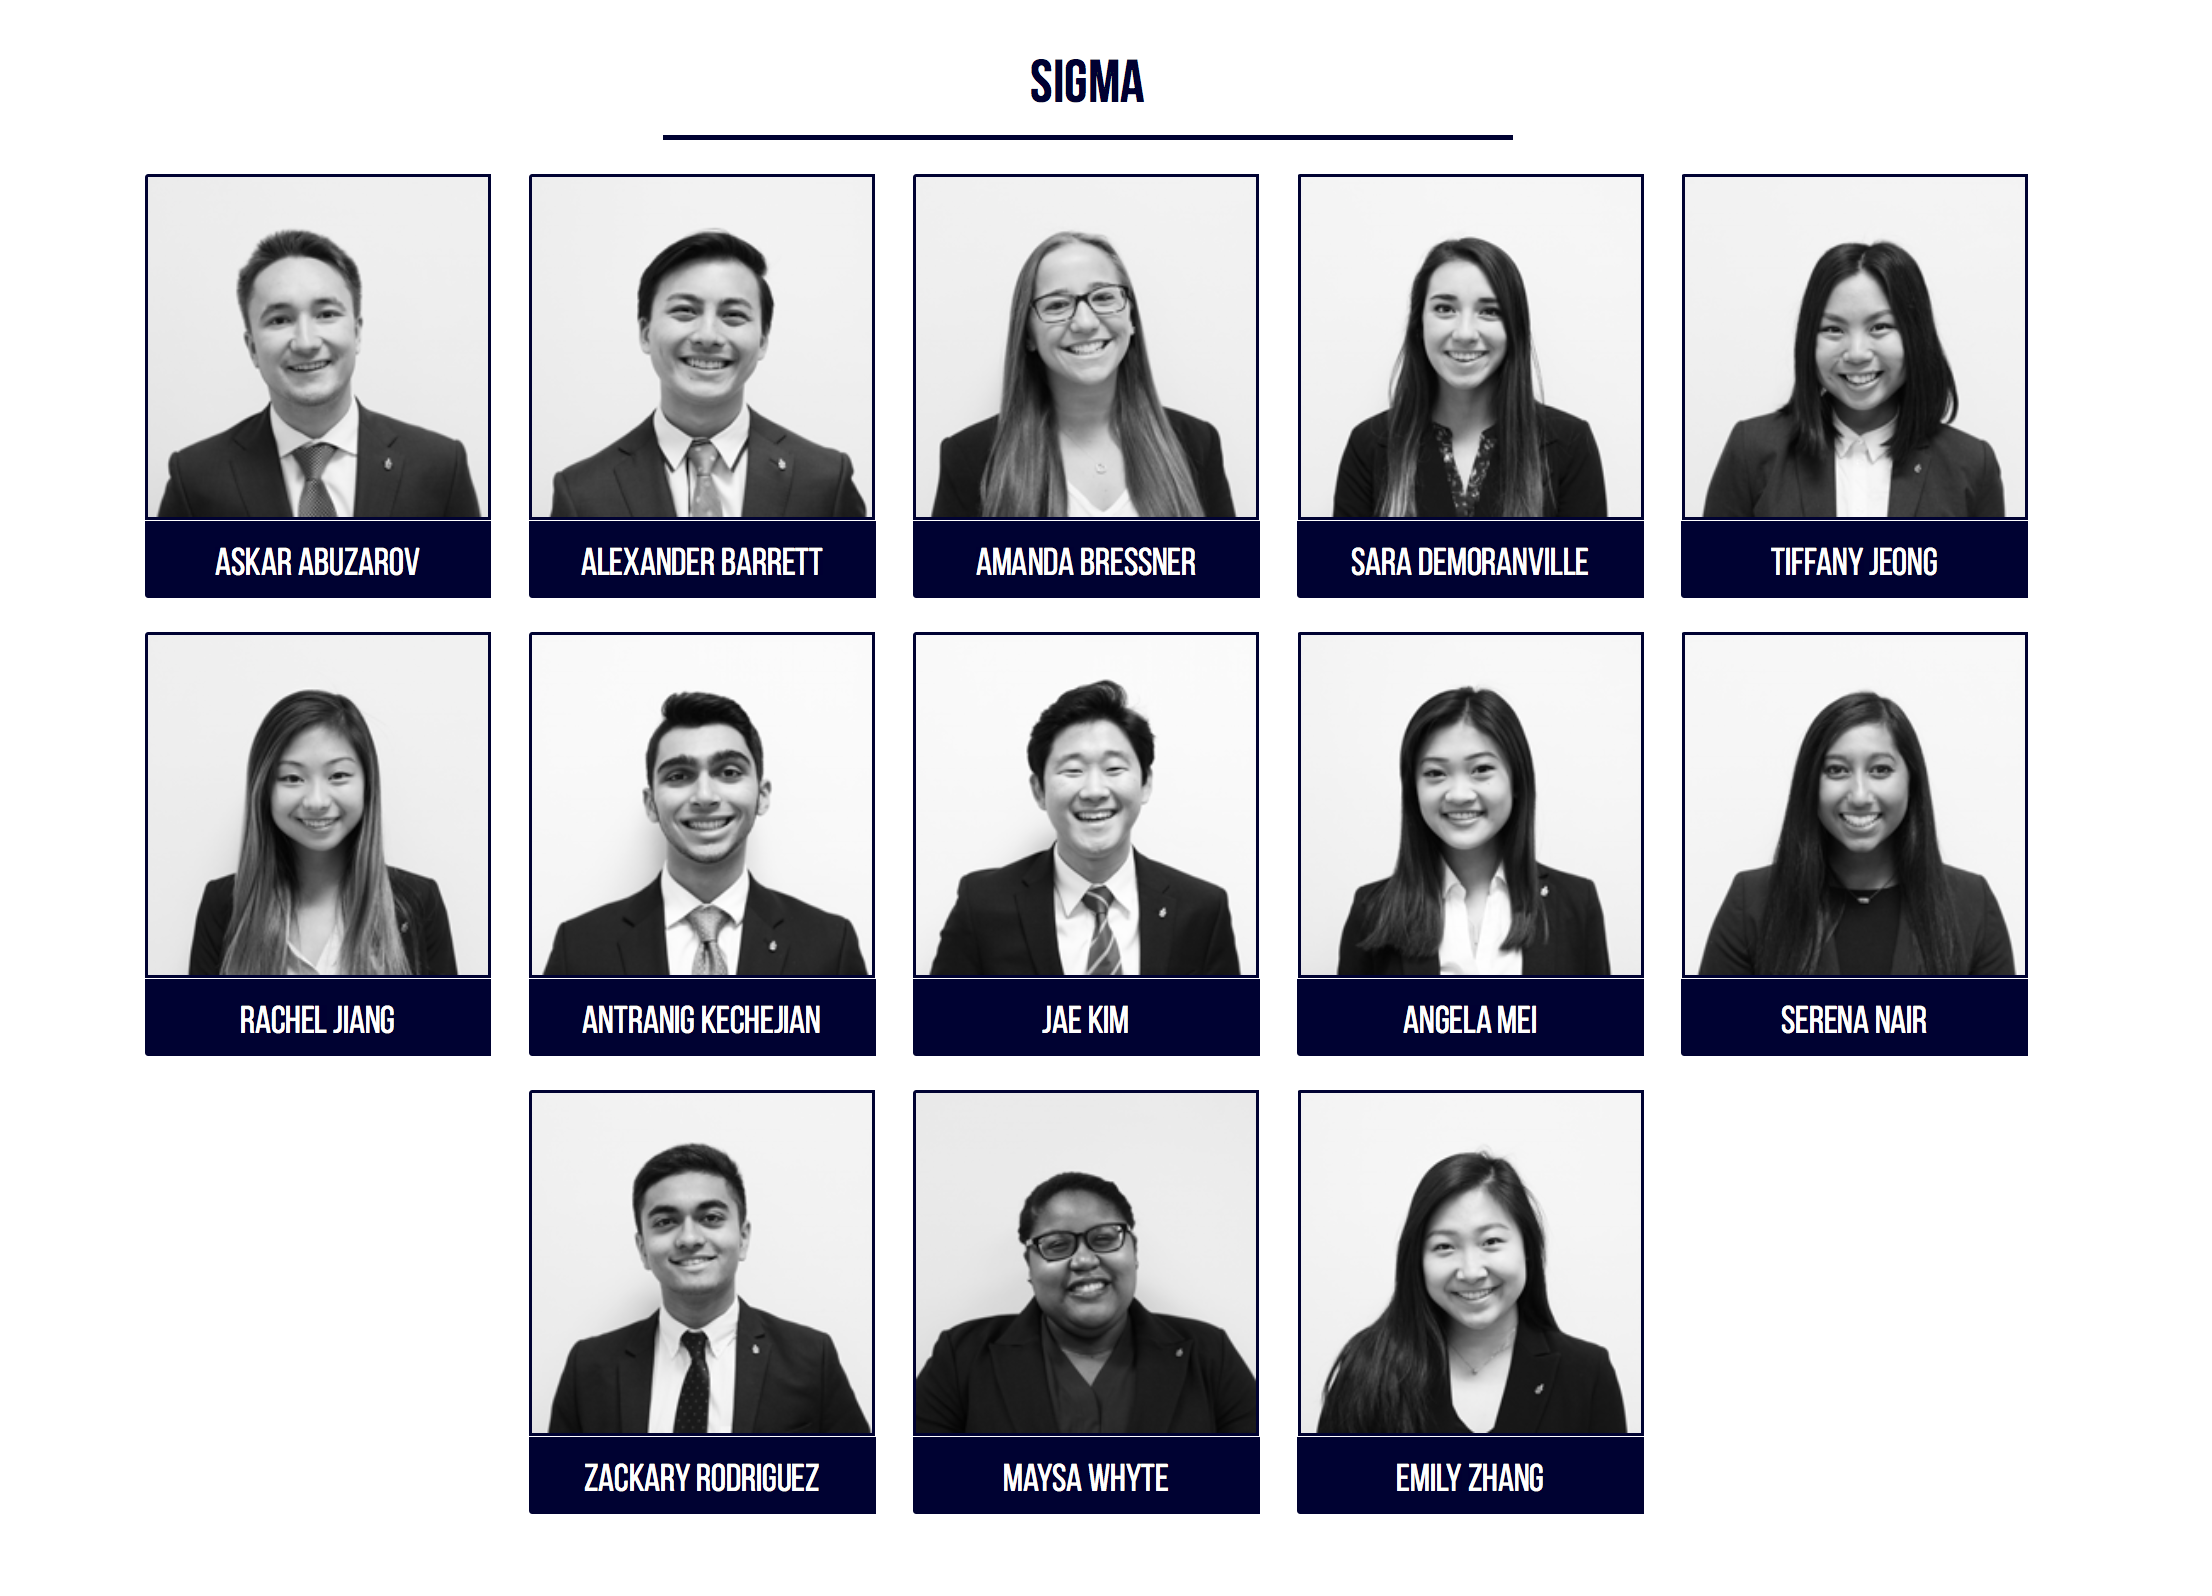 SIGMA
ASKAR ABUZAROV
ALEXANDER BARRETT
AMANDA BRESSNER
SARA DEMORANVILLE
TIFFANY JEONG
RACHEL JIANG
ANTRANIG KECHEJIAN
JAE KIM
ANGELA MEI
SERENA NAIR
ZACKARY RODRIGUEZ
MAYSA WHYTE
EMILY ZHANG